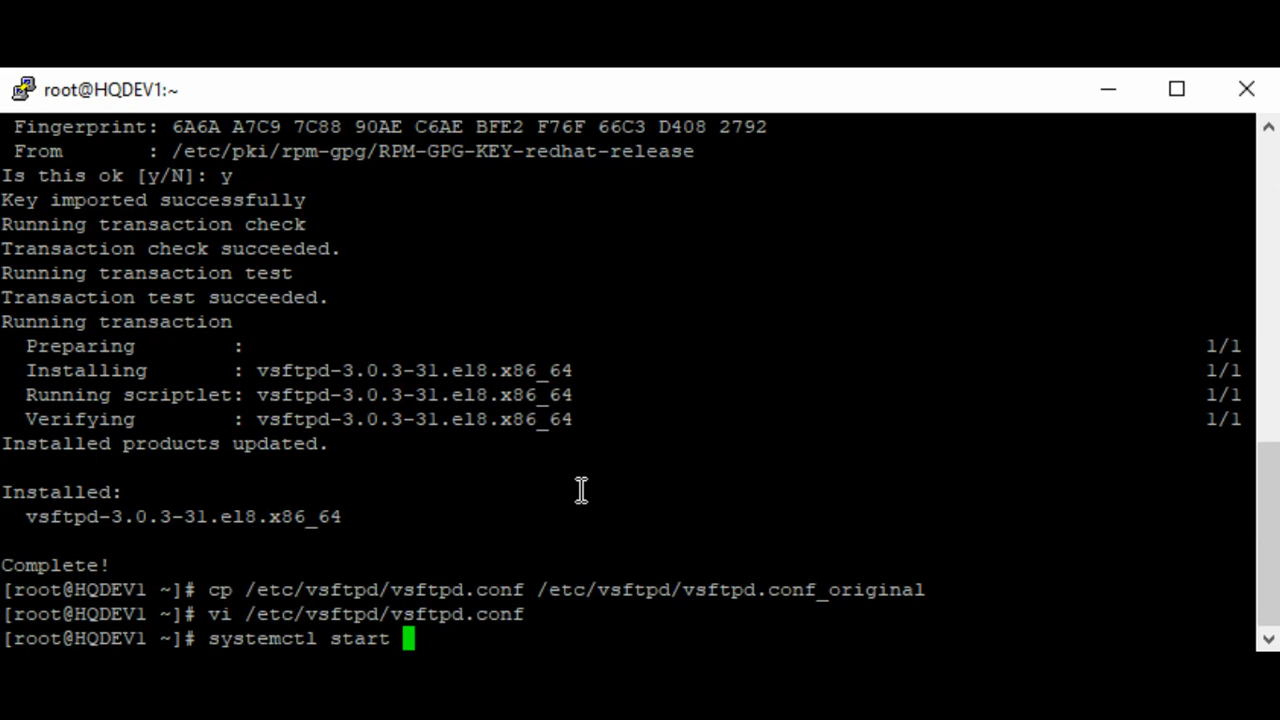 root@HQDEV1:~
Fingerprint: 6A6A A7C9 7C88 90AE C6AE BFE2 F76F 66C3 D408 2792
From       : /etc/pki/rpm-gpg/RPM-GPG-KEY-redhat-release
Is this ok [y/N]: y
Key imported successfully
Running transaction check
Transaction check succeeded.
Running transaction test
Transaction test succeeded.
Running transaction
Preparing        : 1/1
Installing       : vsftpd-3.0.3-31.el8.x86_64 1/1
Running scriptlet: vsftpd-3.0.3-31.el8.x86_64 1/1
Verifying        : vsftpd-3.0.3-31.el8.x86_64 1/1
Installed products updated.
Installed:
vsftpd-3.0.3-31.el8.x86_64
Complete!
[root@HQDEV1 ~]# cp /etc/vsftpd/vsftpd.conf /etc/vsftpd/vsftpd.conf_original
[root@HQDEV1 ~]# vi /etc/vsftpd/vsftpd.conf
[root@HQDEV1 ~]# systemctl start